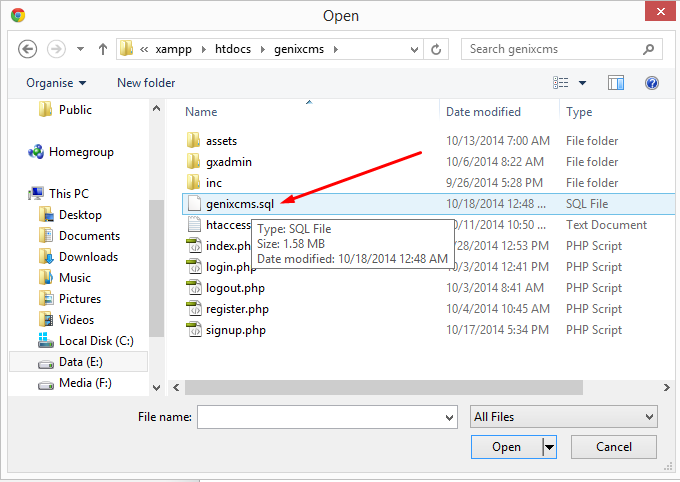 Open
« xampp htdocs genixcms
Search genixcms
Organise New folder
Name Date modified Type
Public
Homegroup
This PC
Desktop
Documents
Downloads
Music
Pictures
Videos
Local Disk (C:)
Data (E:)
Media (F:)
assets 10/13/2014 7:00 AM File folder
gxadmin 10/6/2014 8:22 AM File folder
inc 9/26/2014 5:28 PM File folder
genixcms.sql 10/18/2014 12:48 ... SQL File
htaccess 10/11/2014 10:50 ... Text Document
index.php /28/2014 12:53 PM PHP Script
login.php 10/3/2014 12:41 PM PHP Script
logout.php 10/3/2014 8:41 AM PHP Script
register.php 10/4/2014 10:45 AM PHP Script
signup.php 10/17/2014 5:34 PM PHP Script
Type: SQL File
Size: 1.58 MB
Date modified: 10/18/2014 12:48 AM
File name:
All Files
Open Cancel